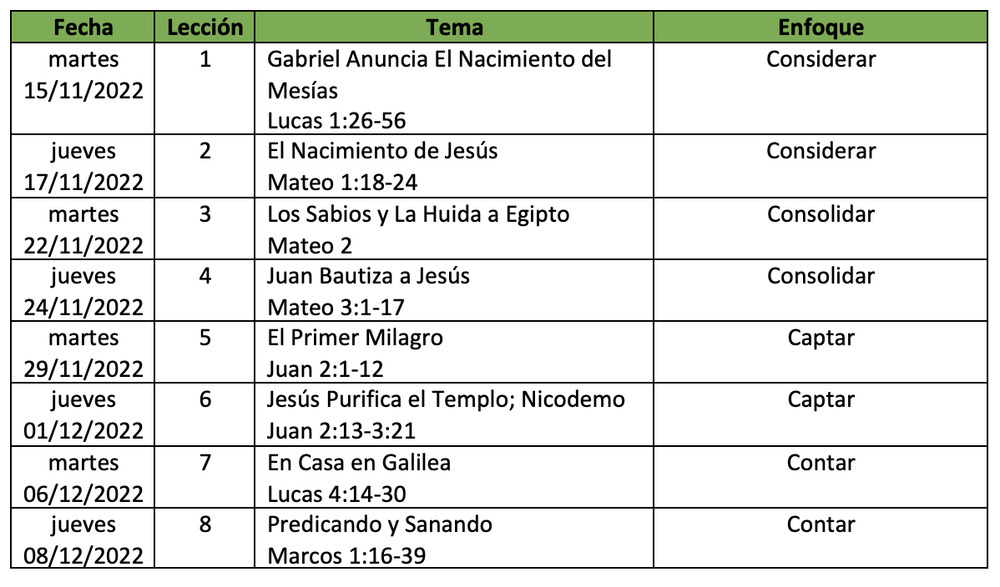 Fecha Lección Tema Enfoque
martes 1 Gabriel Anuncia El Nacimiento del Considerar
15/11/2022 Mesías
Lucas 1:26-56
jueves 2 El Nacimiento de Jesús Considerar
17/11/2022 Mateo 1:18-24
martes 3 Los Sabios y La Huida a Egipto Consolidar
22/11/2022 Mateo 2
jueves 4 Juan Bautiza a Jesús Consolidar
24/11/2022 Mateo 3:1-17
martes 5 El Primer Milagro Captar
29/11/2022 Juan 2:1-12
jueves 6 Jesús Purifica el Templo; Nicodemo Captar
01/12/2022 Juan 2:13-3:21
martes 7 En Casa en Galilea Contar
06/12/2022 Lucas 4:14-30
jueves 8 Predicando y Sanando Contar
08/12/2022 Marcos 1:16-39